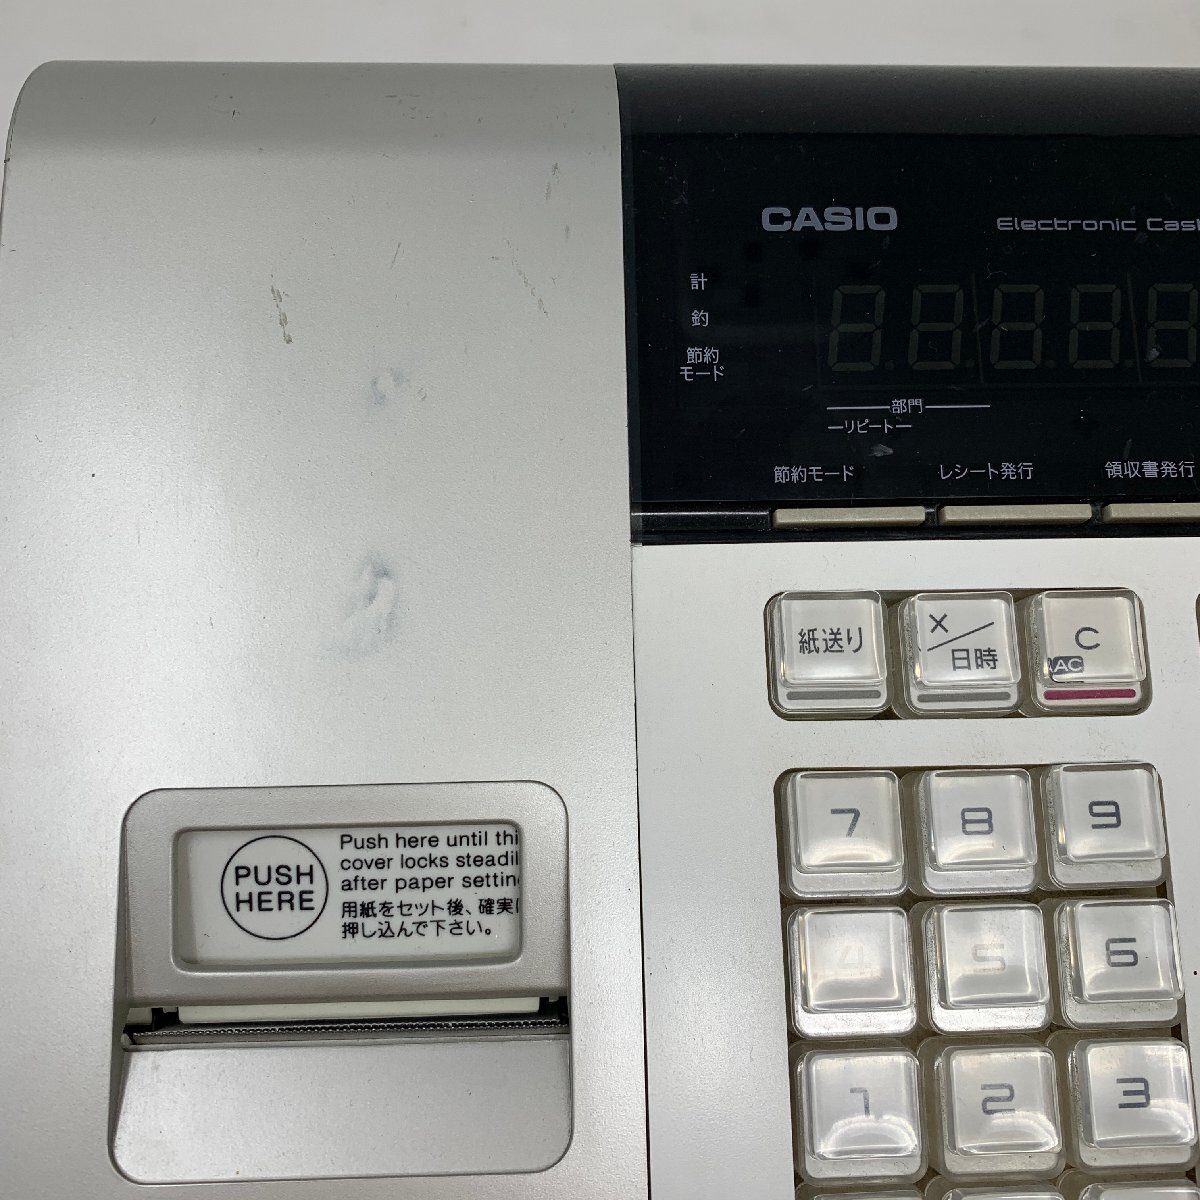 CASIO
Electronic Cas
計
釣
節約
モード
部門
リピート
節約モード
レシート発行
領収書発行
紙送り
×/日時
C
AC
7
8
9
4
5
6
1
2
3
PUSH
HERE
Push here until thi
cover locks steadil
after paper settin
用紙をセット後、確実に
押し込んで下さい。